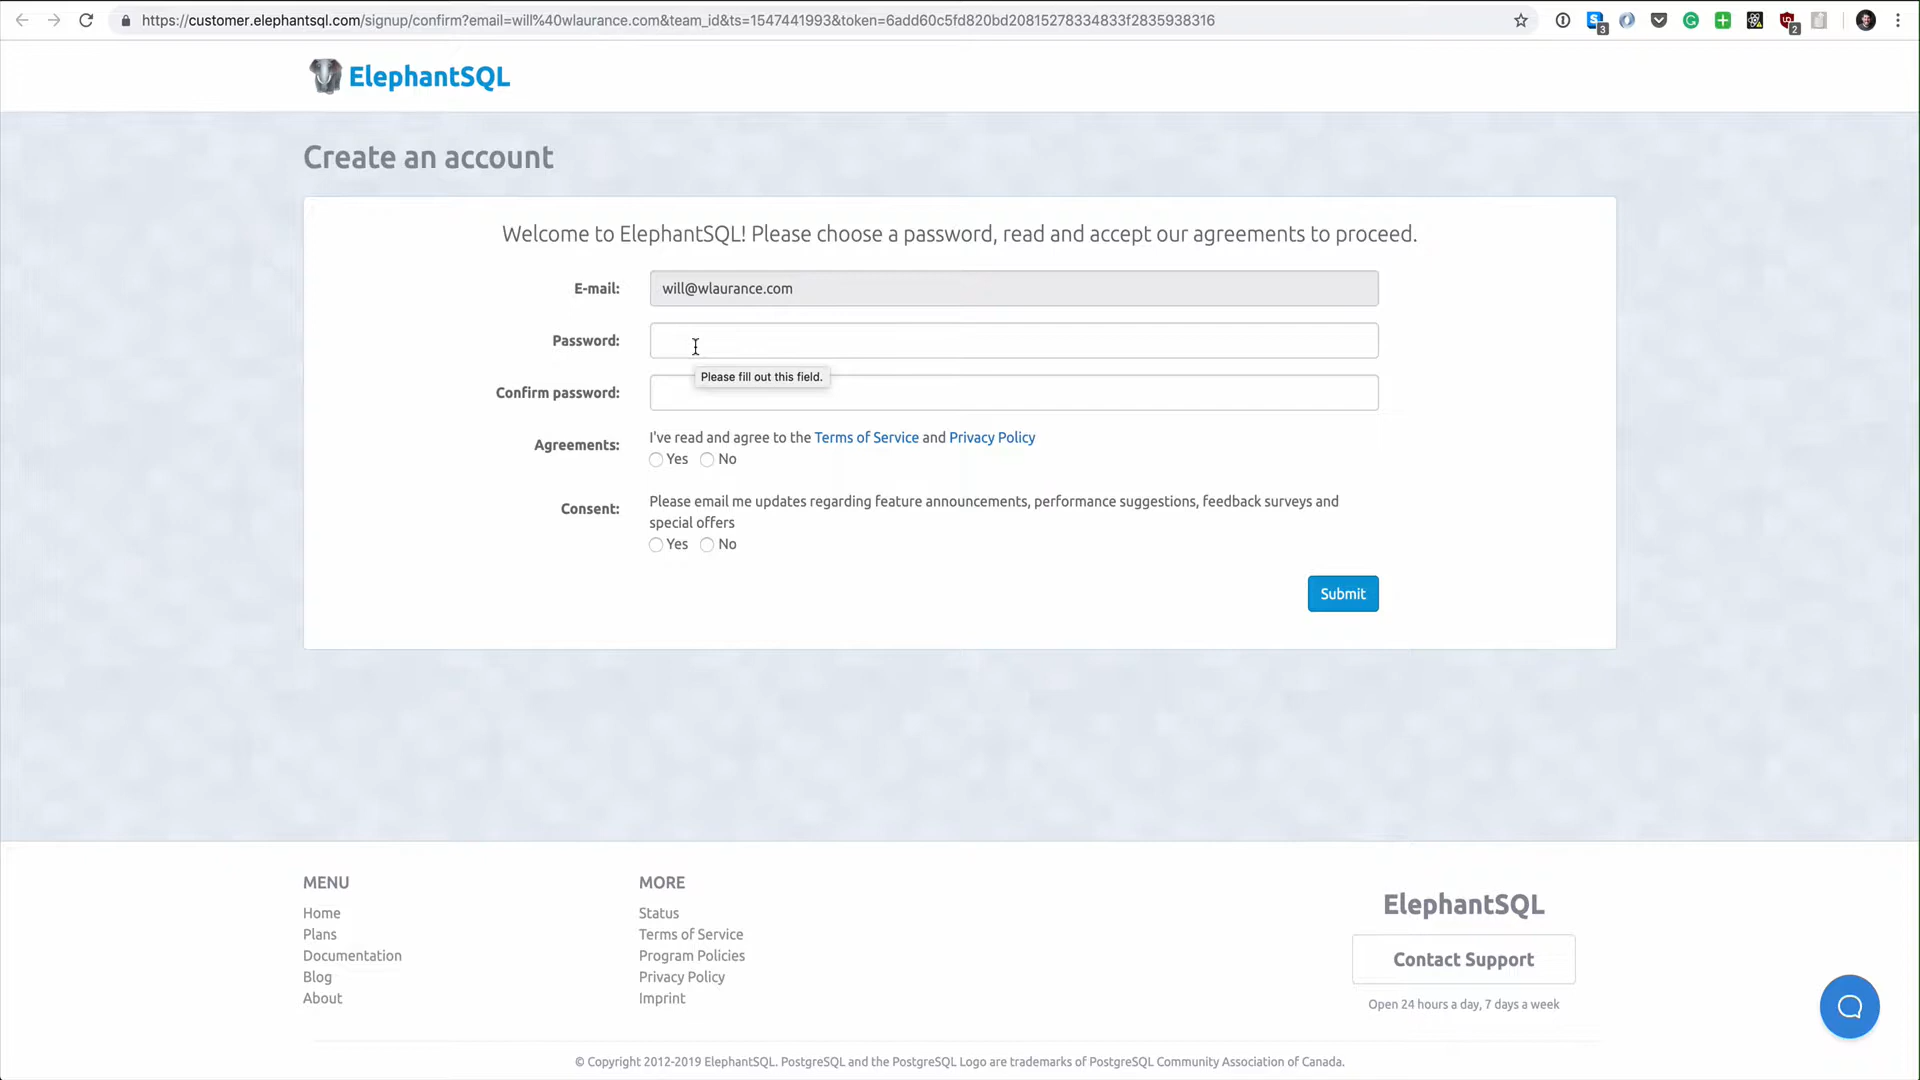 https://customer.elephantsql.com/signup/confirm?email=will%40wlaurance.com&team_id&ts=1547441993&token=6add60c5fd820bd20815278334833f2835938316
3
2
ElephantSQL
Create an account
Welcome to ElephantSQL! Please choose a password, read and accept our agreements to proceed.
E-mail: will@wlaurance.com
Password:
Please fill out this field.
Confirm password:
Agreements: I've read and agree to the Terms of Service and Privacy Policy
Yes No
Consent: Please email me updates regarding feature announcements, performance suggestions, feedback surveys and
special offers
Yes No
Submit
MENU
Home
Plans
Documentation
Blog
About
MORE
Status
Terms of Service
Program Policies
Privacy Policy
Imprint
ElephantSQL
Contact Support
Open 24 hours a day, 7 days a week
© Copyright 2012-2019 ElephantSQL. PostgreSQL and the PostgreSQL Logo are trademarks of PostgreSQL Community Association of Canada.